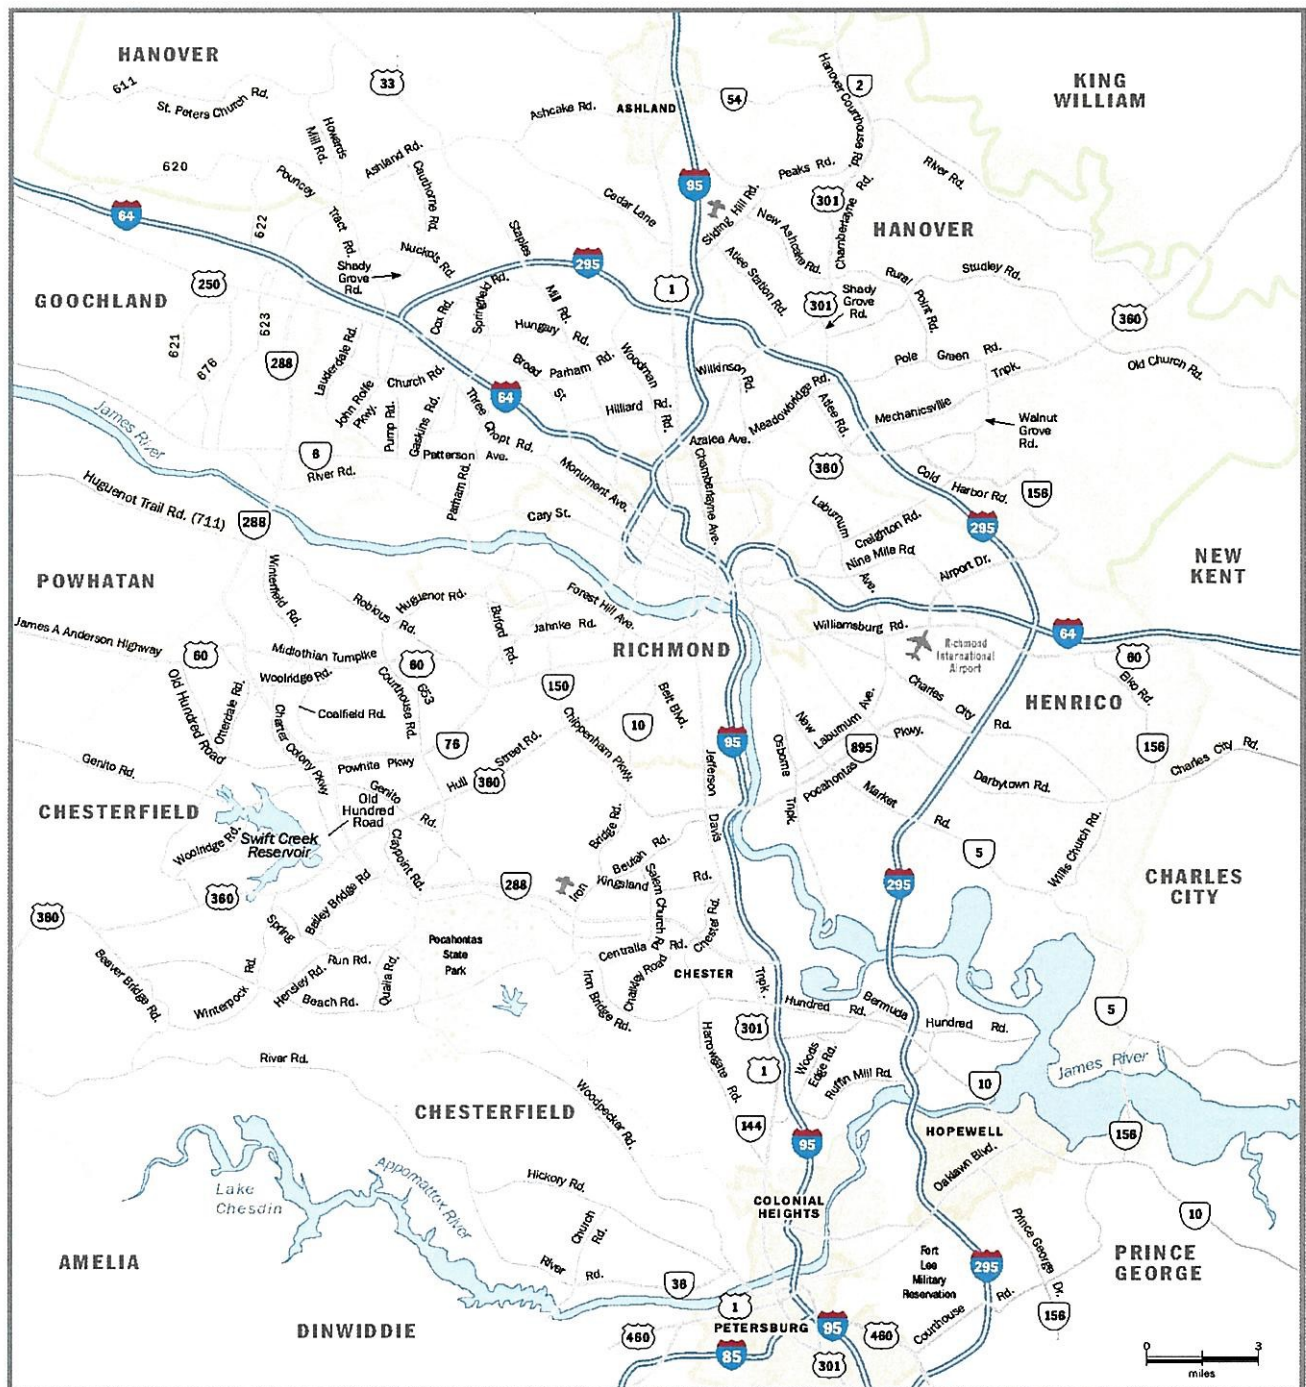 HANOVER
33
611
St. Peters Church Rd.
Howards
Mill Rd.
Ashcake Rd.
ASHLAND
54
Hanover Courthouse Rd.
2
KING
WILLIAM
620
Ashland Rd.
Pouncey
Tract Rd.
Cauthorne Rd.
Cedar Lane
95
Sliding Hill Rd.
Peaks Rd.
River Rd.
301
Chamberlayne Rd.
New Ashcake Rd.
HANOVER
64
622
Nuckols Rd.
Staples
Mill Rd.
295
Atlee Station Rd.
Rural
Point Rd.
Studley Rd.
Shady
Grove
Rd.
250
GOOCHLAND
1
301
Shady
Grove
Rd.
360
623
Cox Rd.
Springfield Rd.
Hungary Rd.
621
676
288
Lauderdale Rd.
John Rolfe
Pkwy.
Church Rd.
Broad
St
Parham Rd.
Woodman
Rd.
Wilkinson Rd.
Pole Green Rd.
Old Church Rd.
Meadowbridge Rd.
Atlee Rd.
Mechanicsville
Trnpk.
64
Pump Rd.
Gaskins Rd.
Three
Chopt Rd.
Hilliard Rd.
Walnut
Grove
Rd.
James River
6
River Rd.
Patterson Ave.
Azalea Ave.
Chamberlayne Ave.
360
Cold Harbor Rd.
156
Huguenot Trail Rd. (711)
288
Parham Rd.
Monument Ave.
Cary St.
Laburnum
Ave.
Creighton Rd.
295
Nine Mile Rd
Airport Dr.
NEW
KENT
POWHATAN
Winterfield Rd.
Robious Rd.
Huguenot Rd.
Buford Rd.
Forest Hill Ave.
Jahnke Rd.
RICHMOND
Williamsburg Rd.
Richmond
International
Airport
64
60
Elko Rd.
James A Anderson Highway
60
Midlothian Turnpike
60
653
Woolridge Rd.
Courthouse Rd.
Old Hundred Road
Otterdale Rd.
Coalfield Rd.
Charter Colony Pkwy
150
Chippenham Pkwy.
10
Belt Blvd.
95
New
Market
Rd.
Laburnum Ave.
Charles
City
Rd.
HENRICO
895
Pocahontas
Pkwy.
Osborne
Trpk.
Darbytown Rd.
156
Charles City Rd.
Genito Rd.
76
Powhite Pkwy
Hull Street Rd.
360
Jefferson
Davis
Trpk.
CHESTERFIELD
Genito
Rd.
Old
Hundred
Road
Swift Creek
Reservoir
Woolridge Rd.
Claypoint Rd.
Iron
Bridge Rd.
Beulah Rd.
Kingsland Rd.
5
Willis Church Rd.
CHARLES
CITY
360
360
Bailey Bridge Rd
288
Salem Church Rd
Chester Rd.
295
Spring
Run Rd.
Pocahontas
State
Park
Centralia Rd.
Chalkley Road
CHESTER
Beaver Bridge Rd.
Winterpock Rd.
Hensley Rd.
Beach Rd.
Qualla Rd.
Iron Bridge Rd.
Hundred Rd.
Bermuda
Hundred Rd.
5
301
Harrowgate Rd.
Woods
Edge Rd.
Ruffin Mill Rd.
River Rd.
1
10
James River
CHESTERFIELD
Woodpecker Rd.
144
95
HOPEWELL
156
Oaklawn Blvd.
Lake
Chesdin
Appomattox River
Hickory Rd.
Church
Rd.
COLONIAL
HEIGHTS
Prince George Dr.
10
PRINCE
GEORGE
AMELIA
River Rd.
36
Fort
Lee
Military
Reservation
295
Courthouse Rd.
156
DINWIDDIE
1
PETERSBURG
460
95
460
85
301
0 3
miles